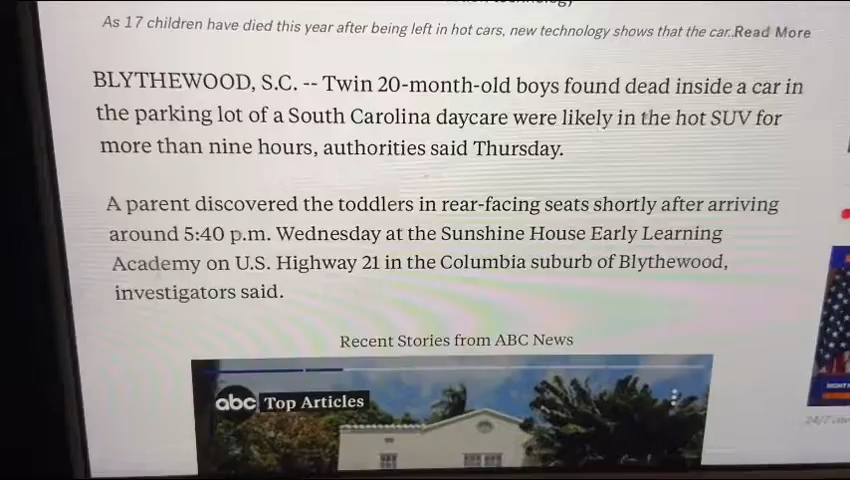 As 17 children have died this year after being left in hot cars, new technology shows that the car..Read More
BLYTHEWOOD, S.C. -- Twin 20-month-old boys found dead inside a car in
the parking lot of a South Carolina daycare were likely in the hot SUV for
more than nine hours, authorities said Thursday.
A parent discovered the toddlers in rear-facing seats shortly after arriving
around 5:40 p.m. Wednesday at the Sunshine House Early Learning
Academy on U.S. Highway 21 in the Columbia suburb of Blythewood,
investigators said.
Recent Stories from ABC News
abc Top Articles